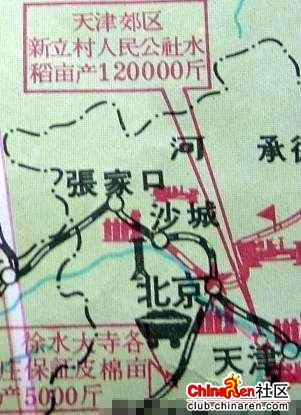 天津郊区
新立村人民公社水
稻亩产120000斤
河
承
張家口
沙城
北京
天津
徐水大寺各
庄保証皮棉亩
产5000斤
ChinaRen社区
club.chinaren.com